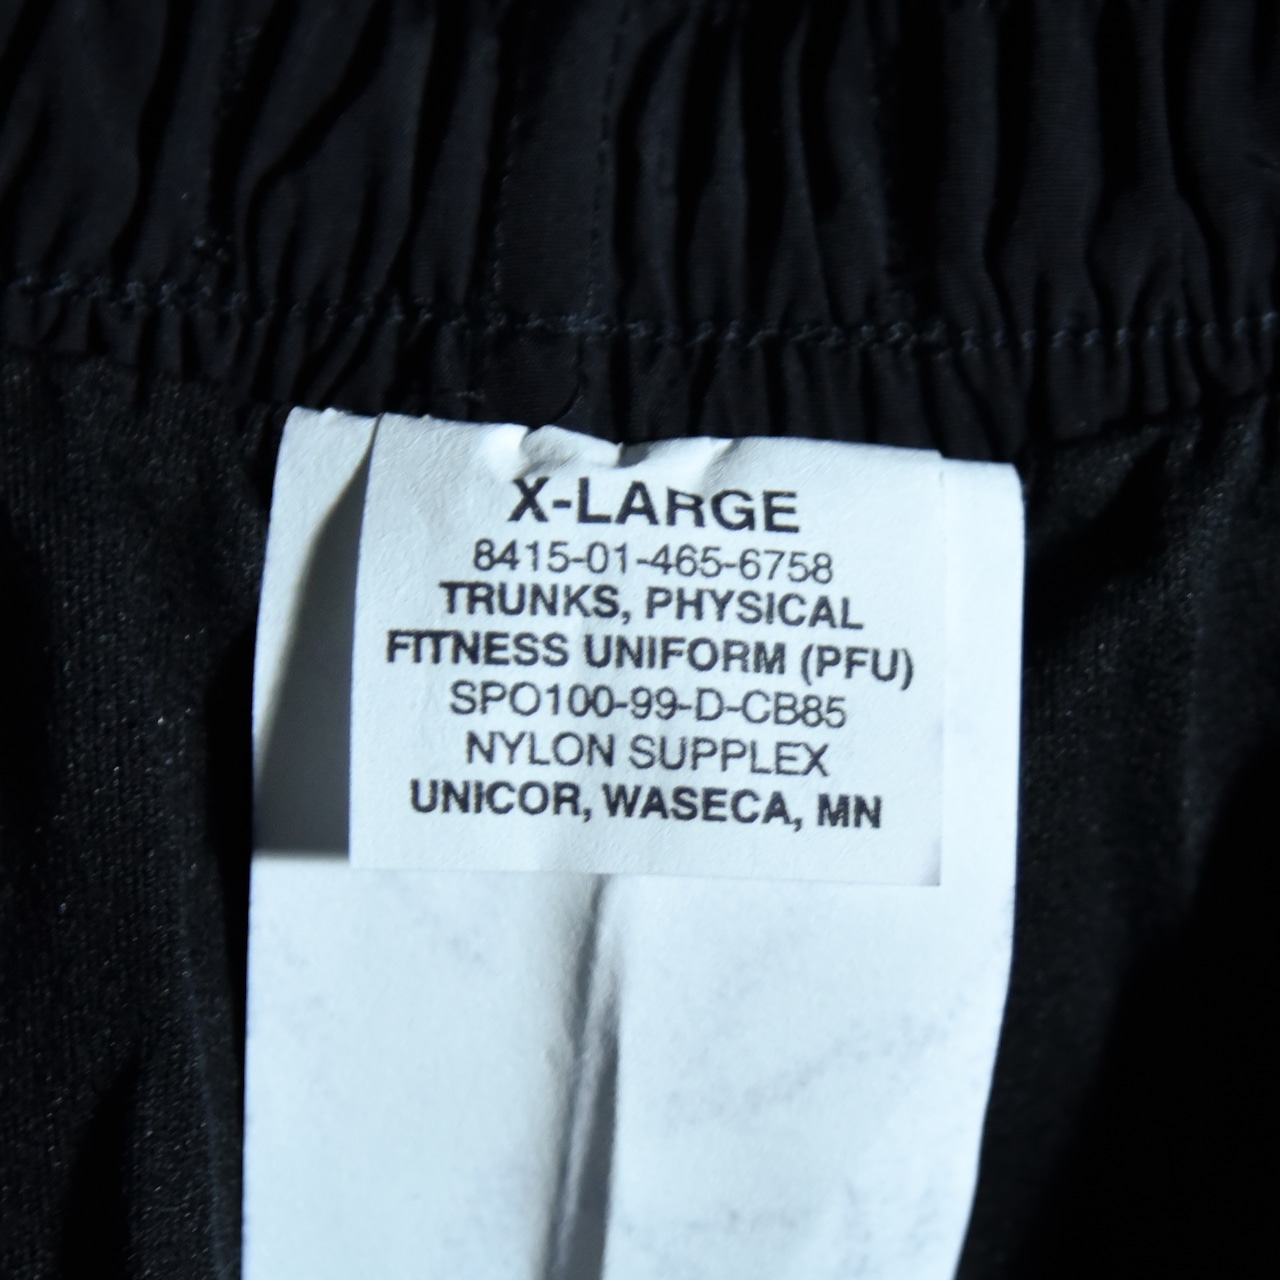 X-LARGE
8415-01-465-6758
TRUNKS, PHYSICAL
FITNESS UNIFORM (PFU)
SPO100-99-D-CB85
NYLON SUPPLEX
UNICOR, WASECA, MN